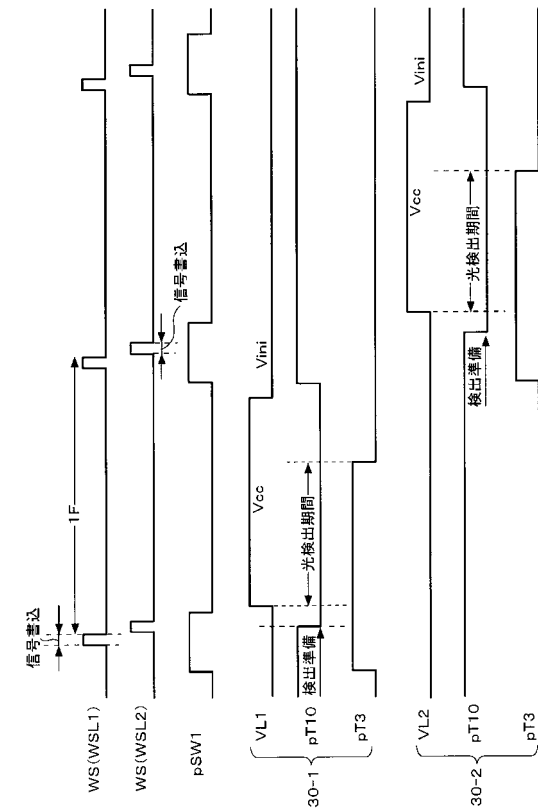 信号書込
1F
WS(WSL1)
信号書込
WS(WSL2)
pSW1
VL1
Vcc
Vini
光検出期間
pT10
検出準備
pT3
30-1
VL2
Vcc
Vini
光検出期間
pT10
検出準備
pT3
30-2